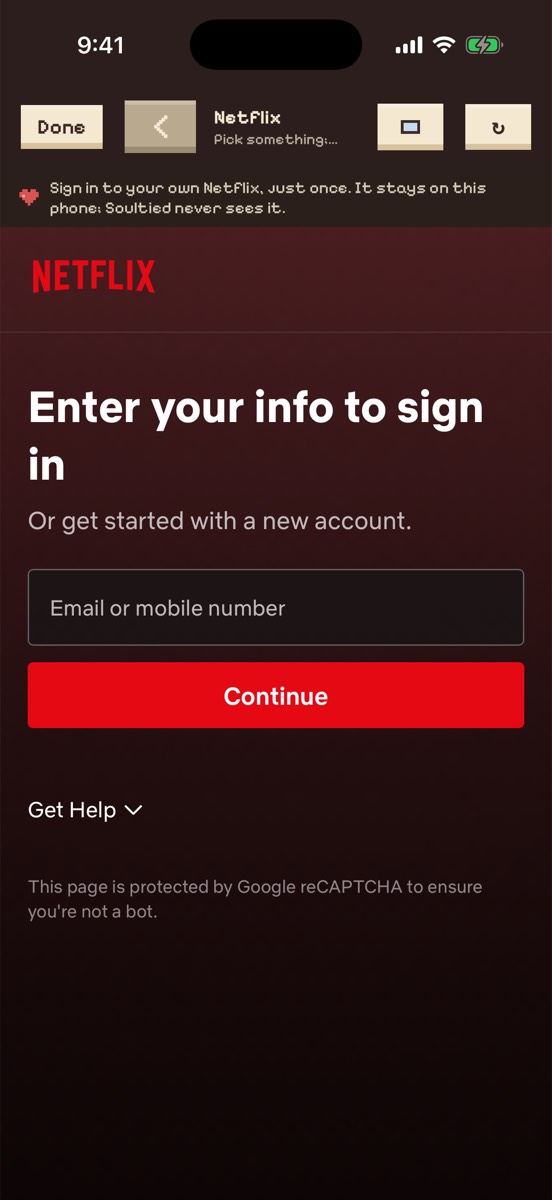 9:41
Done
Netflix
Pick something;...
Sign in to your own Netflix, just once. It stays on this
phone; Soultied never sees it.
NETFLIX
Enter your info to sign
in
Or get started with a new account.
Email or mobile number
Continue
Get Help
This page is protected by Google reCAPTCHA to ensure
you're not a bot.